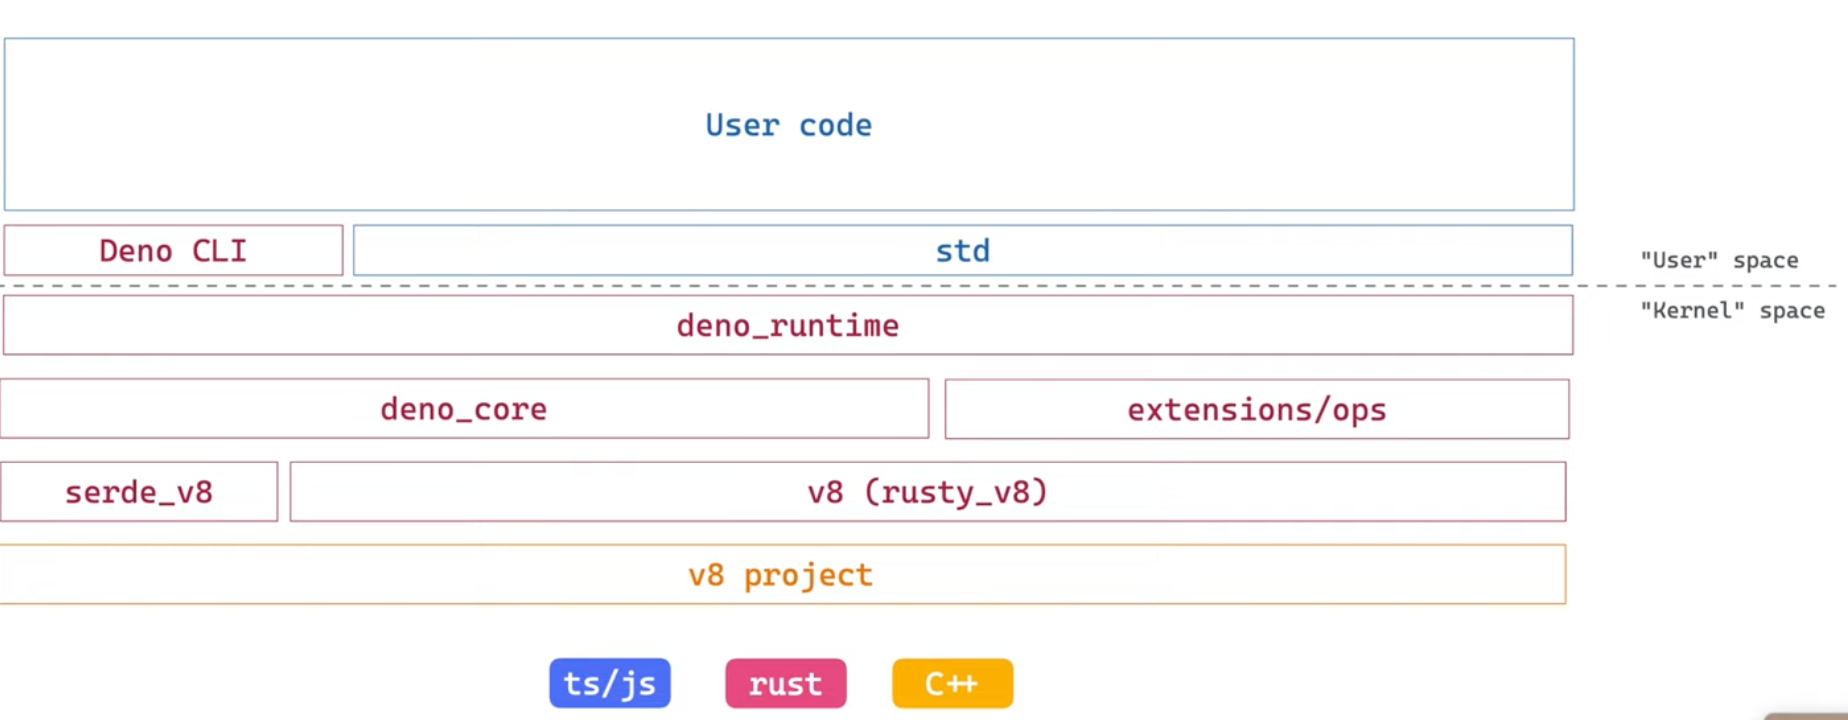 User code
Deno CLI
std
"User" space
"Kernel" space
deno_runtime
deno_core
extensions/ops
serde_v8
v8 (rusty_v8)
v8 project
ts/js
rust
C++